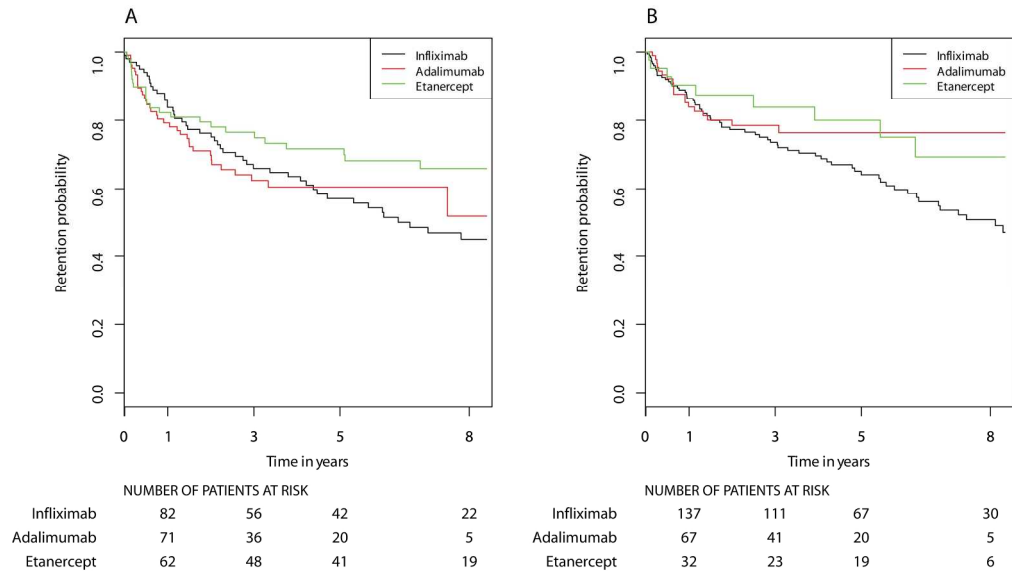 A
Retention probability
1.0
0.8
0.6
0.4
0.2
0.0
Infliximab
Adalimumab
Etanercept
0 1 3 5 8
Time in years
NUMBER OF PATIENTS AT RISK
Infliximab 82 56 42 22
Adalimumab 71 36 20 5
Etanercept 62 48 41 19
B
Retention probability
1.0
0.8
0.6
0.4
0.2
0.0
Infliximab
Adalimumab
Etanercept
0 1 3 5 8
Time in years
NUMBER OF PATIENTS AT RISK
Infliximab 137 111 67 30
Adalimumab 67 41 20 5
Etanercept 32 23 19 6